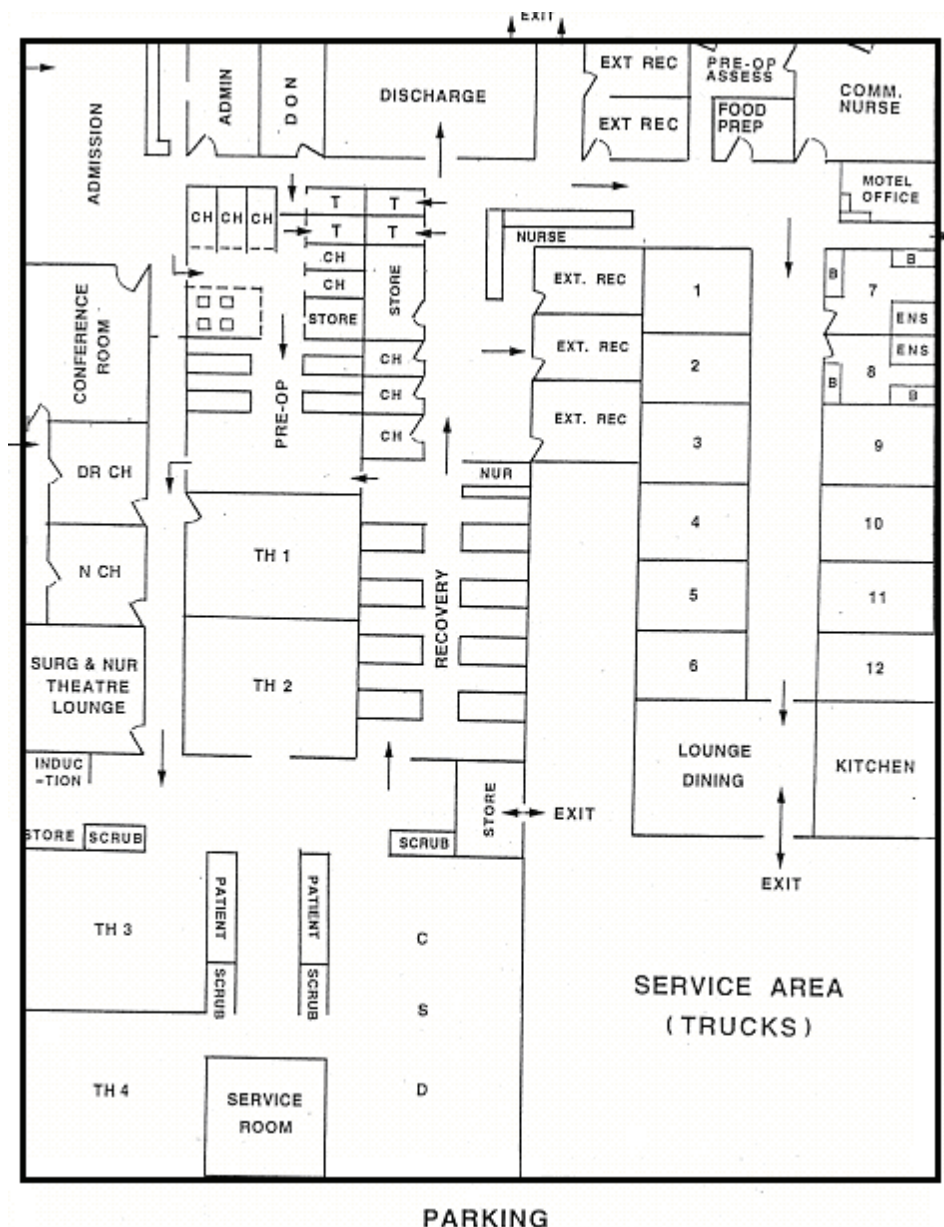 EXIT
ADMISSION
ADMIN
DON
DISCHARGE
EXT REC
EXT REC
PRE-OP
ASSESS
FOOD
PREP
COMM.
NURSE
MOTEL
OFFICE
CH
CH
CH
T
T
T
T
NURSE
CH
CH
STORE
STORE
EXT. REC
1
B
B
7
ENS
CONFERENCE
ROOM
EXT. REC
2
ENS
8
B
B
CH
CH
CH
PRE-OP
EXT. REC
3
9
DR CH
NUR
4
10
TH 1
N CH
RECOVERY
5
11
SURG & NUR
THEATRE
LOUNGE
TH 2
6
12
INDUC
-TION
LOUNGE
DINING
KITCHEN
STORE
EXIT
STORE
SCRUB
SCRUB
EXIT
PATIENT
PATIENT
TH 3
SCRUB
SCRUB
C
S
D
SERVICE AREA
(TRUCKS)
TH 4
SERVICE
ROOM
PARKING